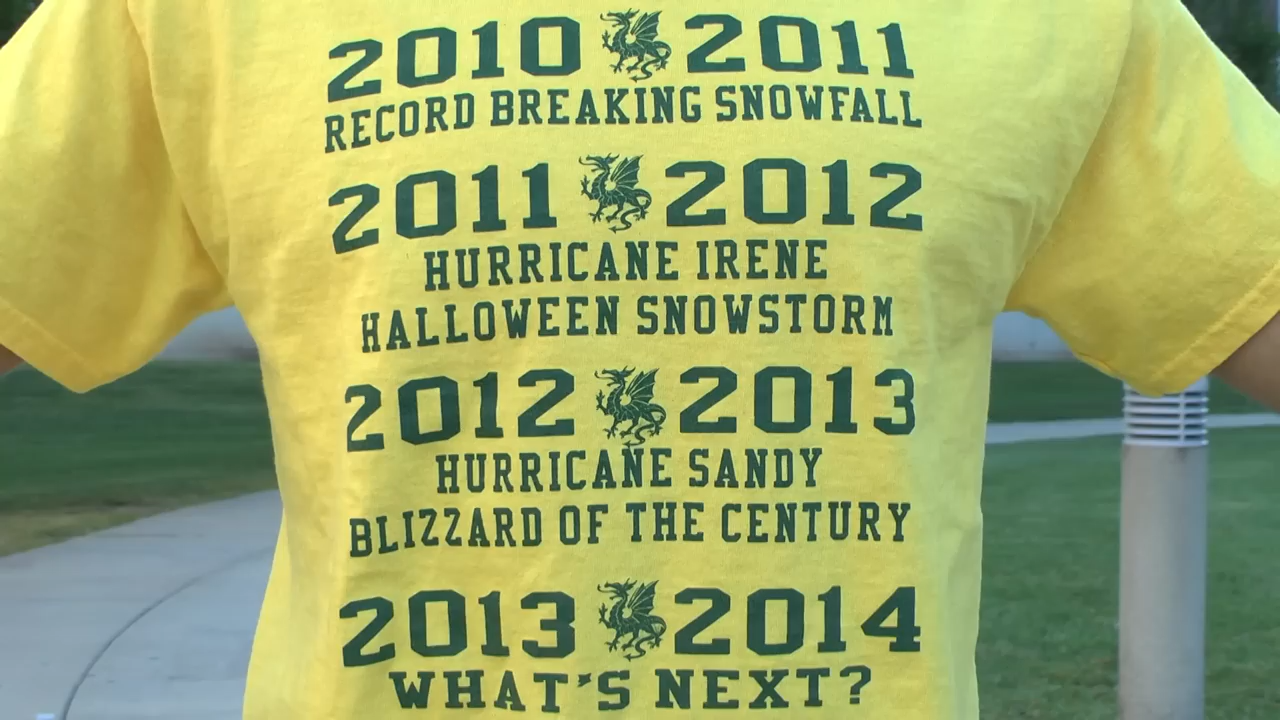 2010 2011
RECORD BREAKING SNOWFALL
2011 2012
HURRICANE IRENE
HALLOWEEN SNOWSTORM
2012 2013
HURRICANE SANDY
BLIZZARD OF THE CENTURY
2013 2014
WHAT'S NEXT?